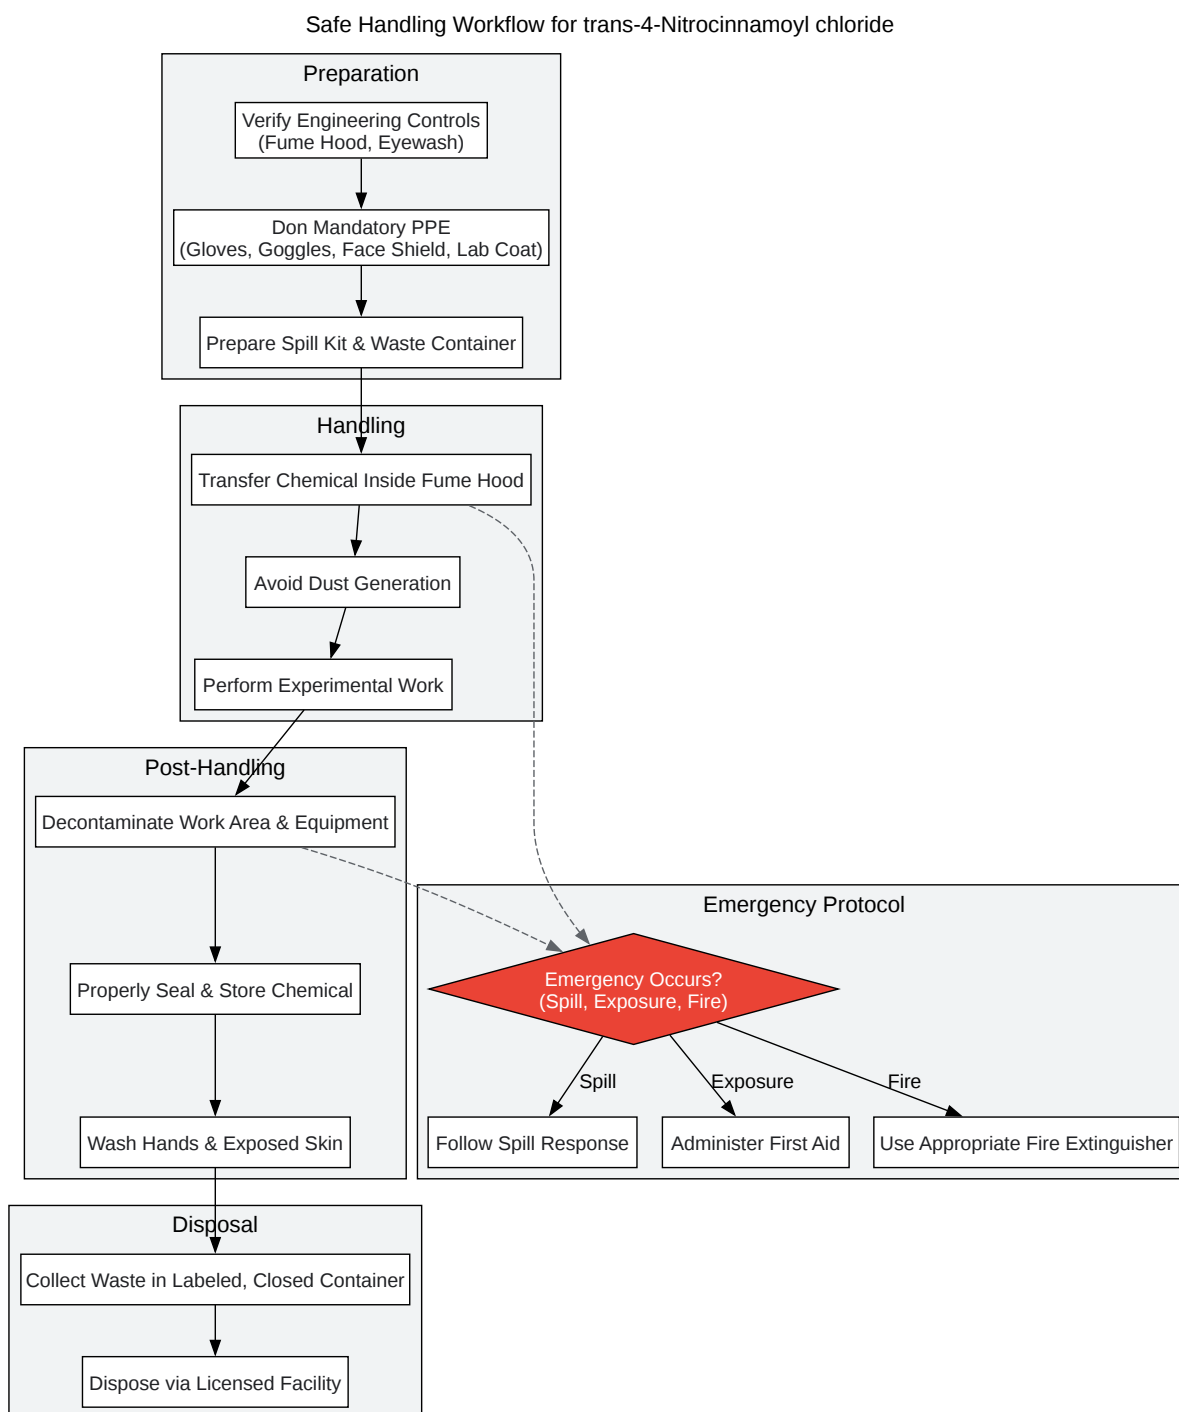 Safe Handling Workflow for trans-4-Nitrocinnamoyl chloride
Preparation
Verify Engineering Controls
(Fume Hood, Eyewash)
Don Mandatory PPE
(Gloves, Goggles, Face Shield, Lab Coat)
Prepare Spill Kit & Waste Container
Handling
Transfer Chemical Inside Fume Hood
Avoid Dust Generation
Perform Experimental Work
Post-Handling
Decontaminate Work Area & Equipment
Properly Seal & Store Chemical
Wash Hands & Exposed Skin
Emergency Protocol
Emergency Occurs?
(Spill, Exposure, Fire)
Spill
Exposure
Fire
Follow Spill Response
Administer First Aid
Use Appropriate Fire Extinguisher
Disposal
Collect Waste in Labeled, Closed Container
Dispose via Licensed Facility